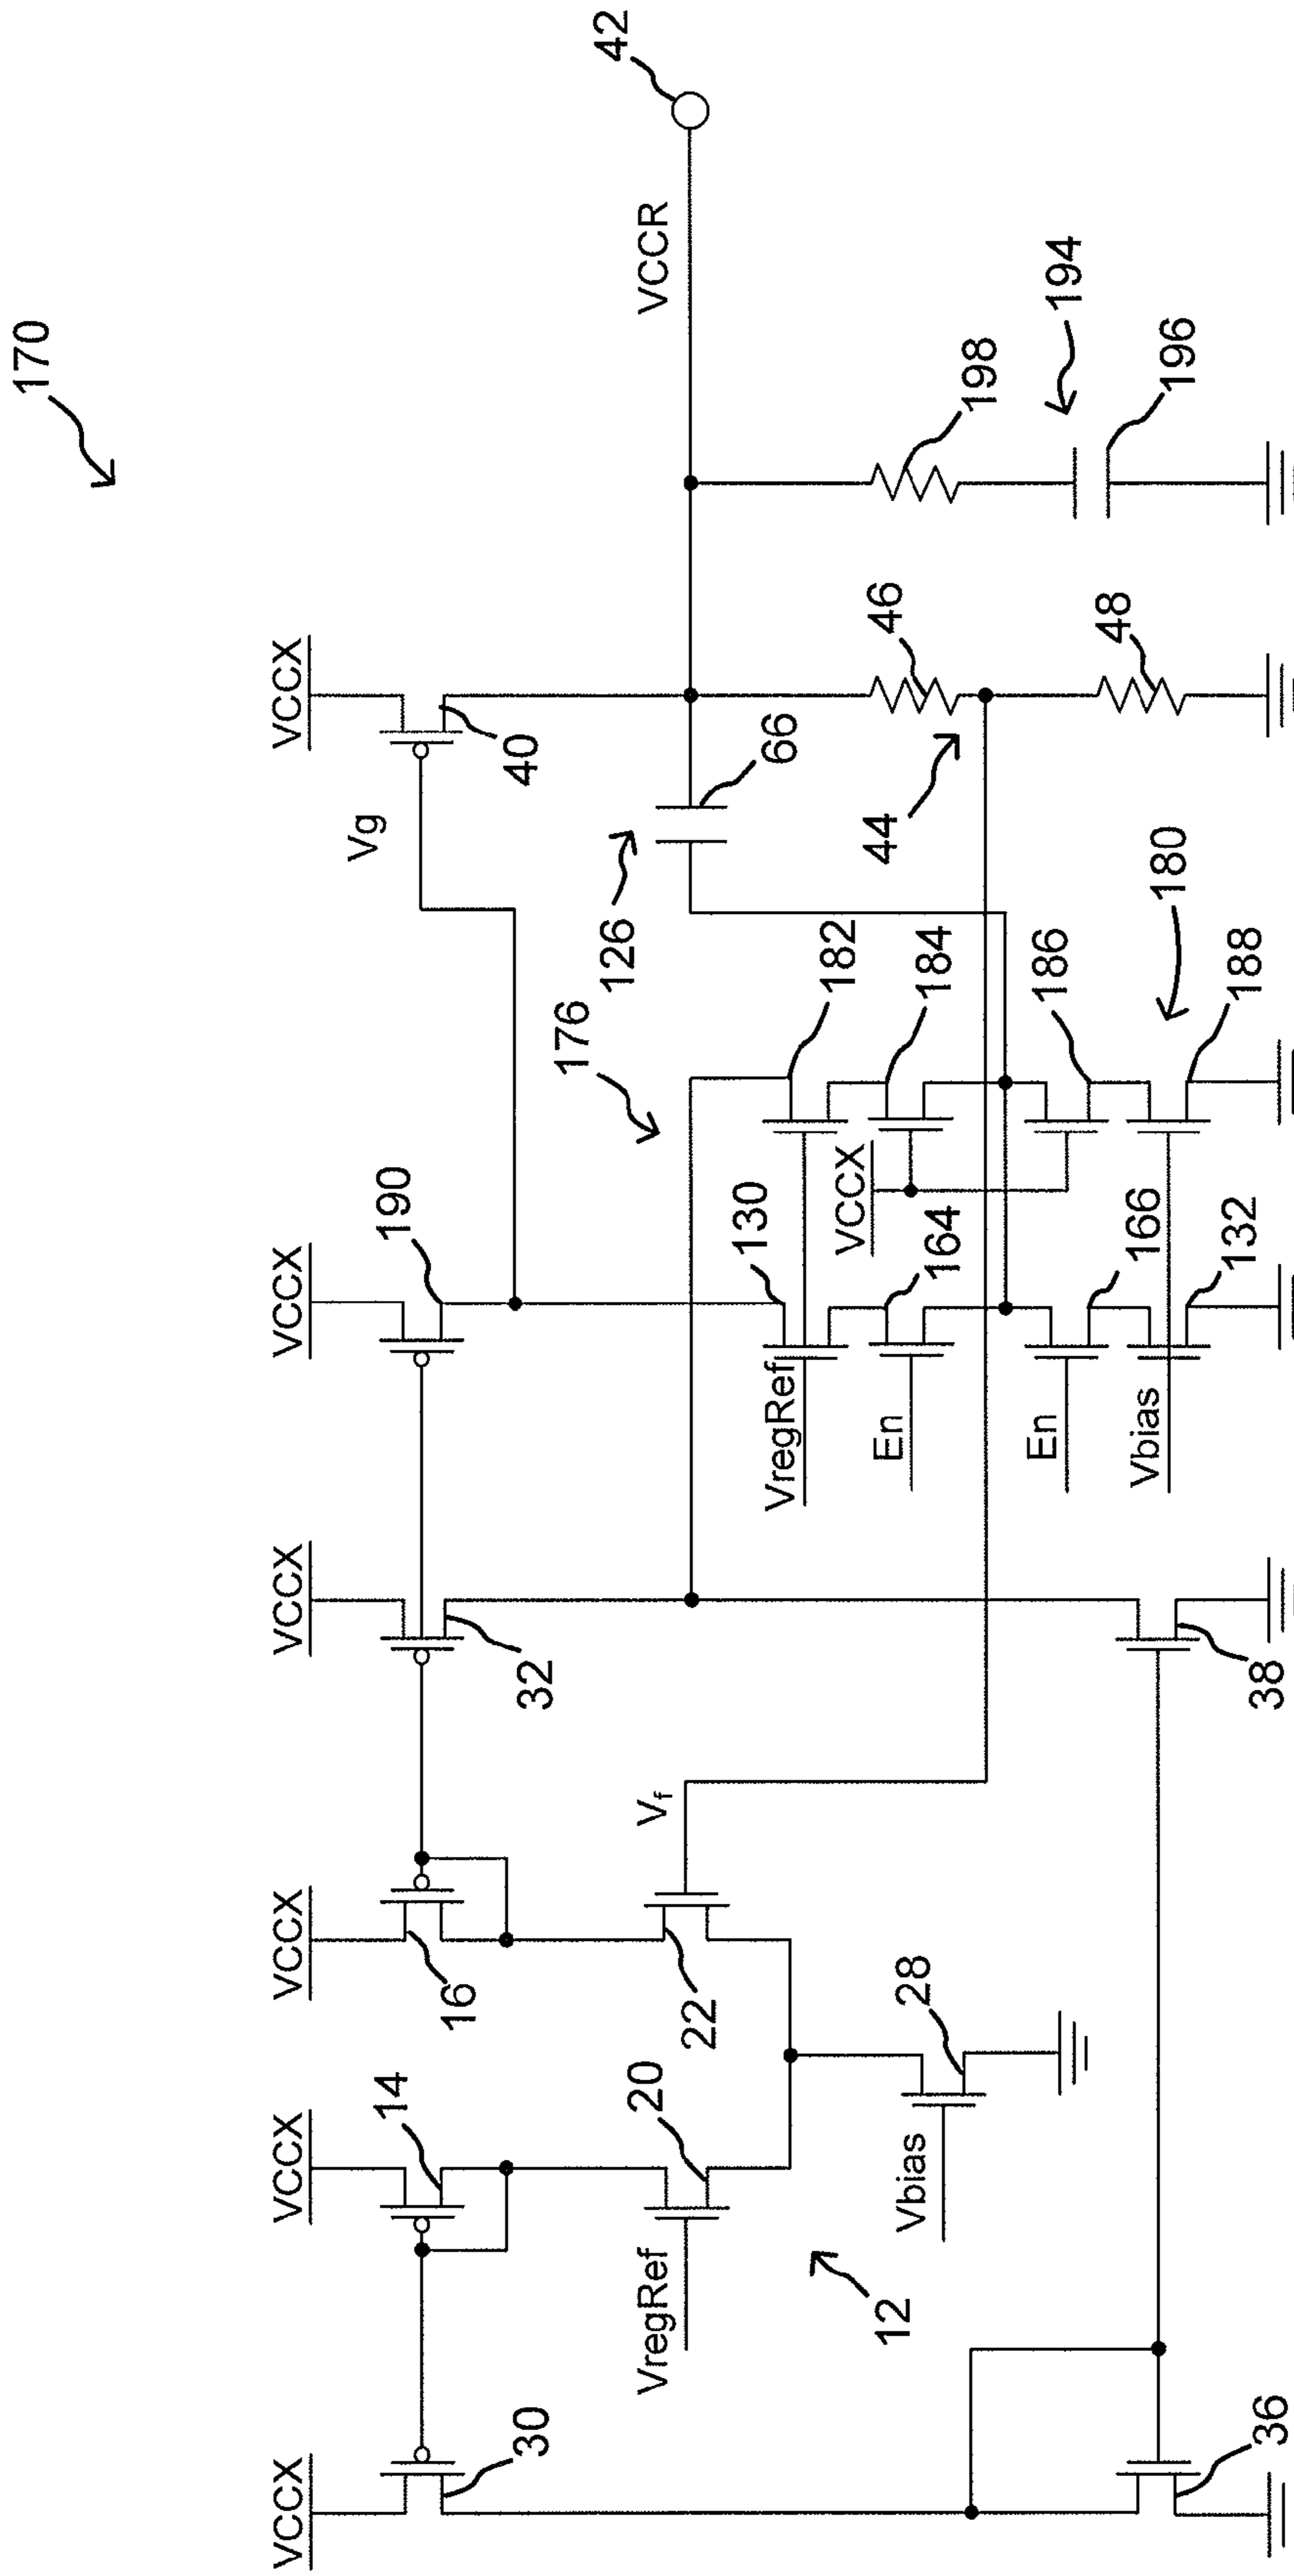 170
42
VCCR
194
198
196
VCCX
46
48
40
66
Vg
44
126
180
182
184
186
188
176
190
VCCX
130
VCCX
164
166
132
VregRef
En
En
Vbias
VCCX
32
38
Vf
VCCX
16
22
28
VCCX
14
20
Vbias
VregRef
12
VCCX
30
36